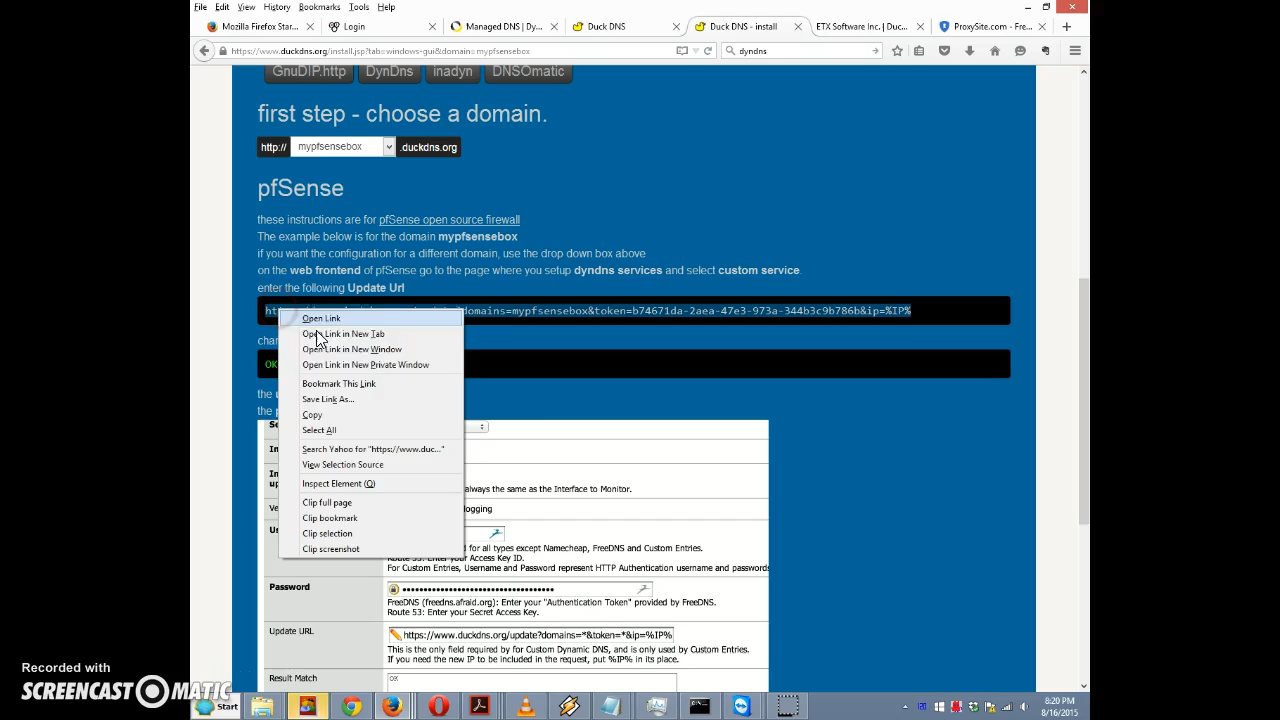 File Edit View History Bookmarks Tools Help
Mozilla Firefox Star... Login Managed DNS | Dy... Duck DNS Duck DNS - install ETX Software Inc. | Duc... ProxySite.com - Fre...
https://www.duckdns.org/install.jsp?tab=windows-gui&domain=mypfsensebox dyndns
GnuDIP.http DynDns inadyn DNSOmatic
first step - choose a domain.
http:// mypfsensebox .duckdns.org
pfSense
these instructions are for pfSense open source firewall
The example below is for the domain mypfsensebox
if you want the configuration for a different domain, use the drop down box above
on the web frontend of pfSense go to the page where you setup dyndns services and select custom service.
enter the following Update Url
domains=mypfsensebox&token=b74671da-2aea-47e3-973a-344b3c9b786b&ip=%IP%
Open Link
Open Link in New Tab
Open Link in New Window
OK
Open Link in New Private Window
Bookmark This Link
the
Save Link As...
Copy
Select All
Search Yahoo for "https://www.duc..."
View Selection Source
Inspect Element (Q)
always the same as the Interface to Monitor.
Clip full page
logging
Clip bookmark
Clip selection
Clip screenshot
d for all types except Namecheap, FreeDNS and Custom Entries.
Route 53: Enter your Access Key ID.
For Custom Entries, Username and Password represent HTTP Authentication username and passwords
Password ••••••••••••••••••••••••••••••••••••
FreeDNS (freedns.afraid.org): Enter your "Authentication Token" provided by FreeDNS.
Route 53: Enter your Secret Access Key.
Update URL https://www.duckdns.org/update?domains=*&token=*&ip=%IP%
This is the only field required by for Custom Dynamic DNS, and is only used by Custom Entries.
If you need the new IP to be included in the request, put %IP% in its place.
Result Match OK
Recorded with
SCREENCAST O MATIC
Start
8:20 PM
8/16/2015